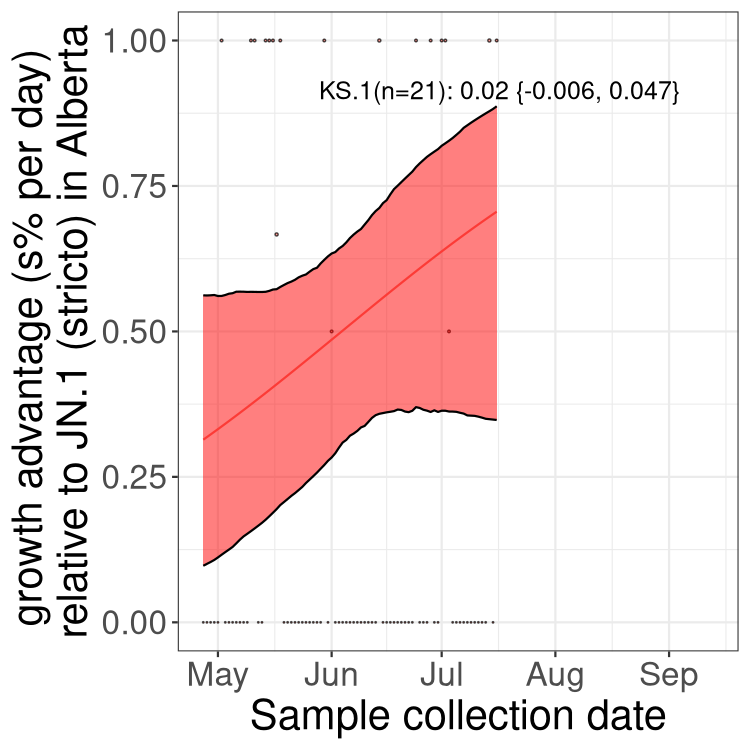 growth advantage (s% per day)
relative to JN.1 (stricto) in Alberta
1.00
0.75
0.50
0.25
0.00
KS.1(n=21): 0.02 {-0.006, 0.047}
May Jun Jul Aug Sep
Sample collection date